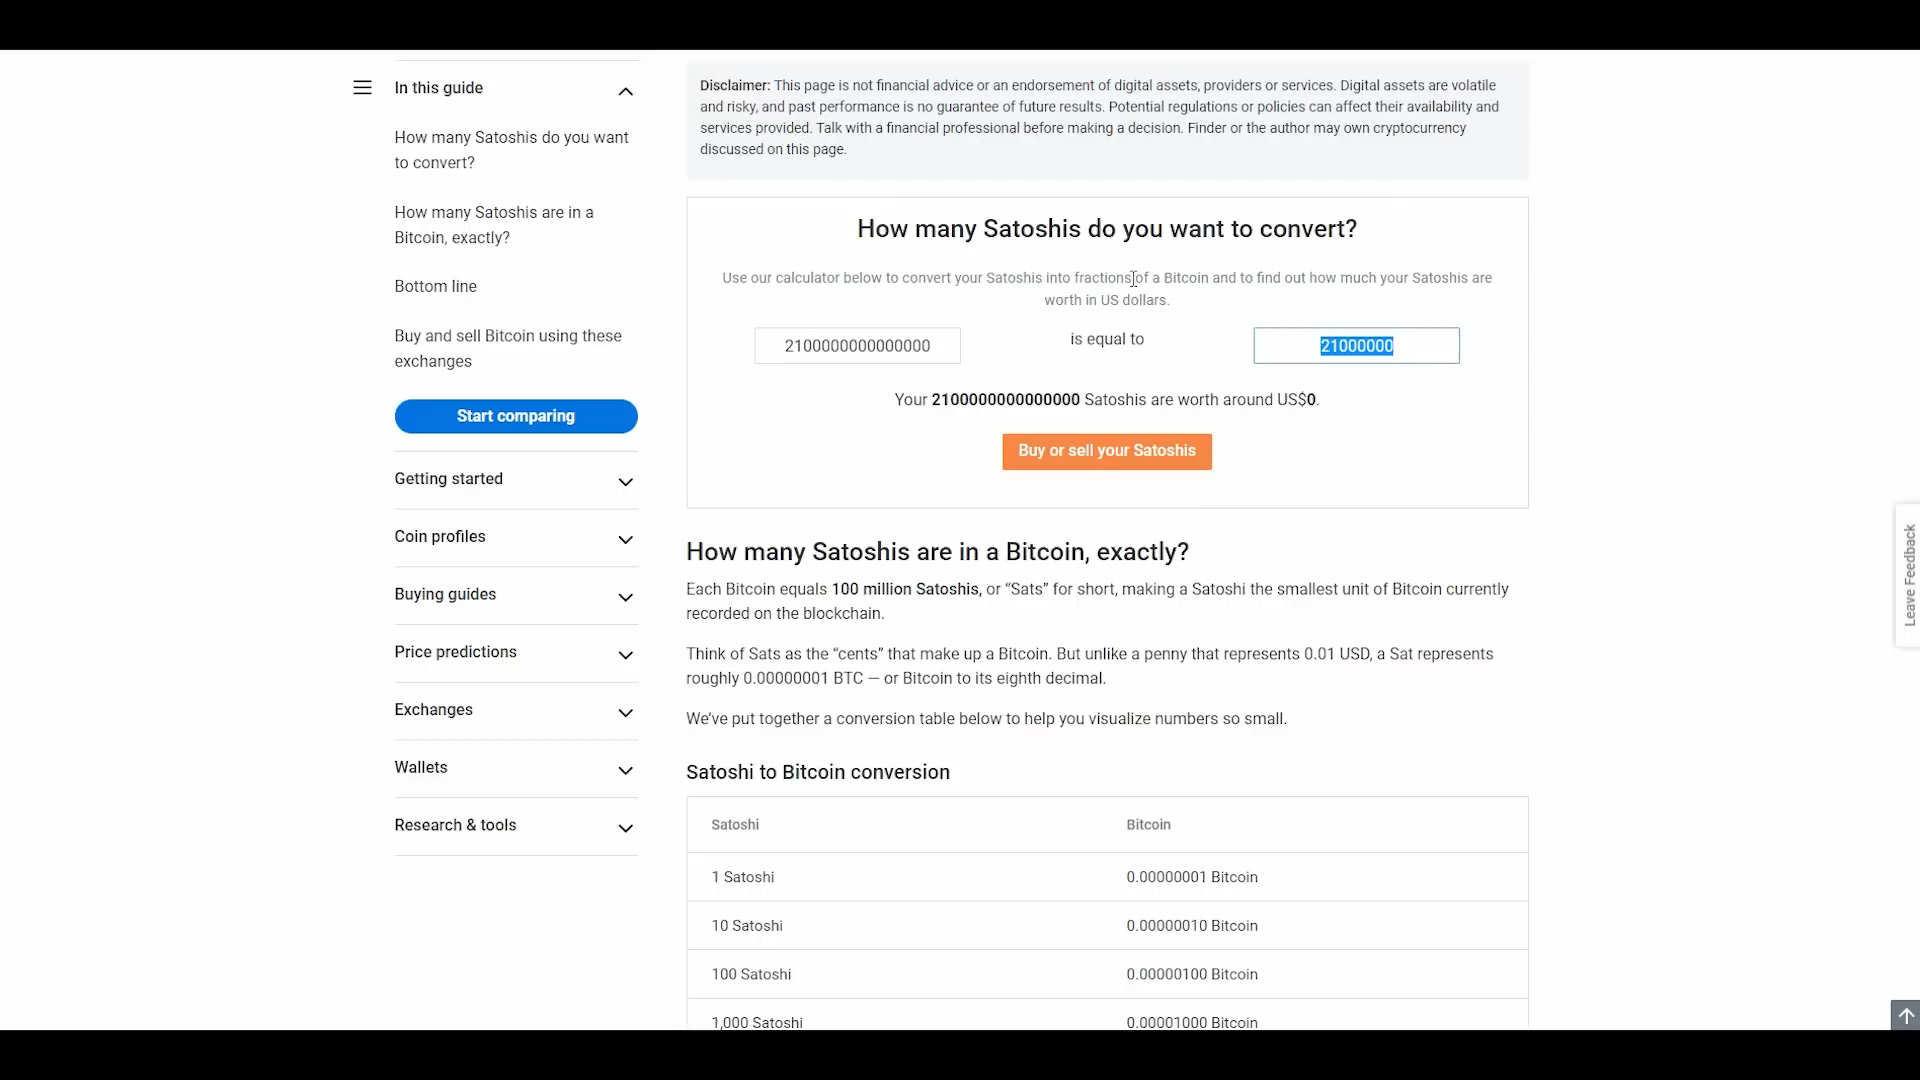 In this guide
How many Satoshis do you want
to convert?
How many Satoshis are in a
Bitcoin, exactly?
Bottom line
Buy and sell Bitcoin using these
exchanges
Start comparing
Getting started
Coin profiles
Buying guides
Price predictions
Exchanges
Wallets
Research & tools
Disclaimer: This page is not financial advice or an endorsement of digital assets, providers or services. Digital assets are volatile
and risky, and past performance is no guarantee of future results. Potential regulations or policies can affect their availability and
services provided. Talk with a financial professional before making a decision. Finder or the author may own cryptocurrency
discussed on this page.
How many Satoshis do you want to convert?
Use our calculator below to convert your Satoshis into fractions of a Bitcoin and to find out how much your Satoshis are
worth in US dollars.
2100000000000000 is equal to 21000000
Your 2100000000000000 Satoshis are worth around US$0.
Buy or sell your Satoshis
How many Satoshis are in a Bitcoin, exactly?
Each Bitcoin equals 100 million Satoshis, or “Sats” for short, making a Satoshi the smallest unit of Bitcoin currently
recorded on the blockchain.
Think of Sats as the “cents” that make up a Bitcoin. But unlike a penny that represents 0.01 USD, a Sat represents
roughly 0.00000001 BTC — or Bitcoin to its eighth decimal.
We’ve put together a conversion table below to help you visualize numbers so small.
Satoshi to Bitcoin conversion
Satoshi Bitcoin
1 Satoshi 0.00000001 Bitcoin
10 Satoshi 0.00000010 Bitcoin
100 Satoshi 0.00000100 Bitcoin
1,000 Satoshi 0.00001000 Bitcoin
Leave Feedback